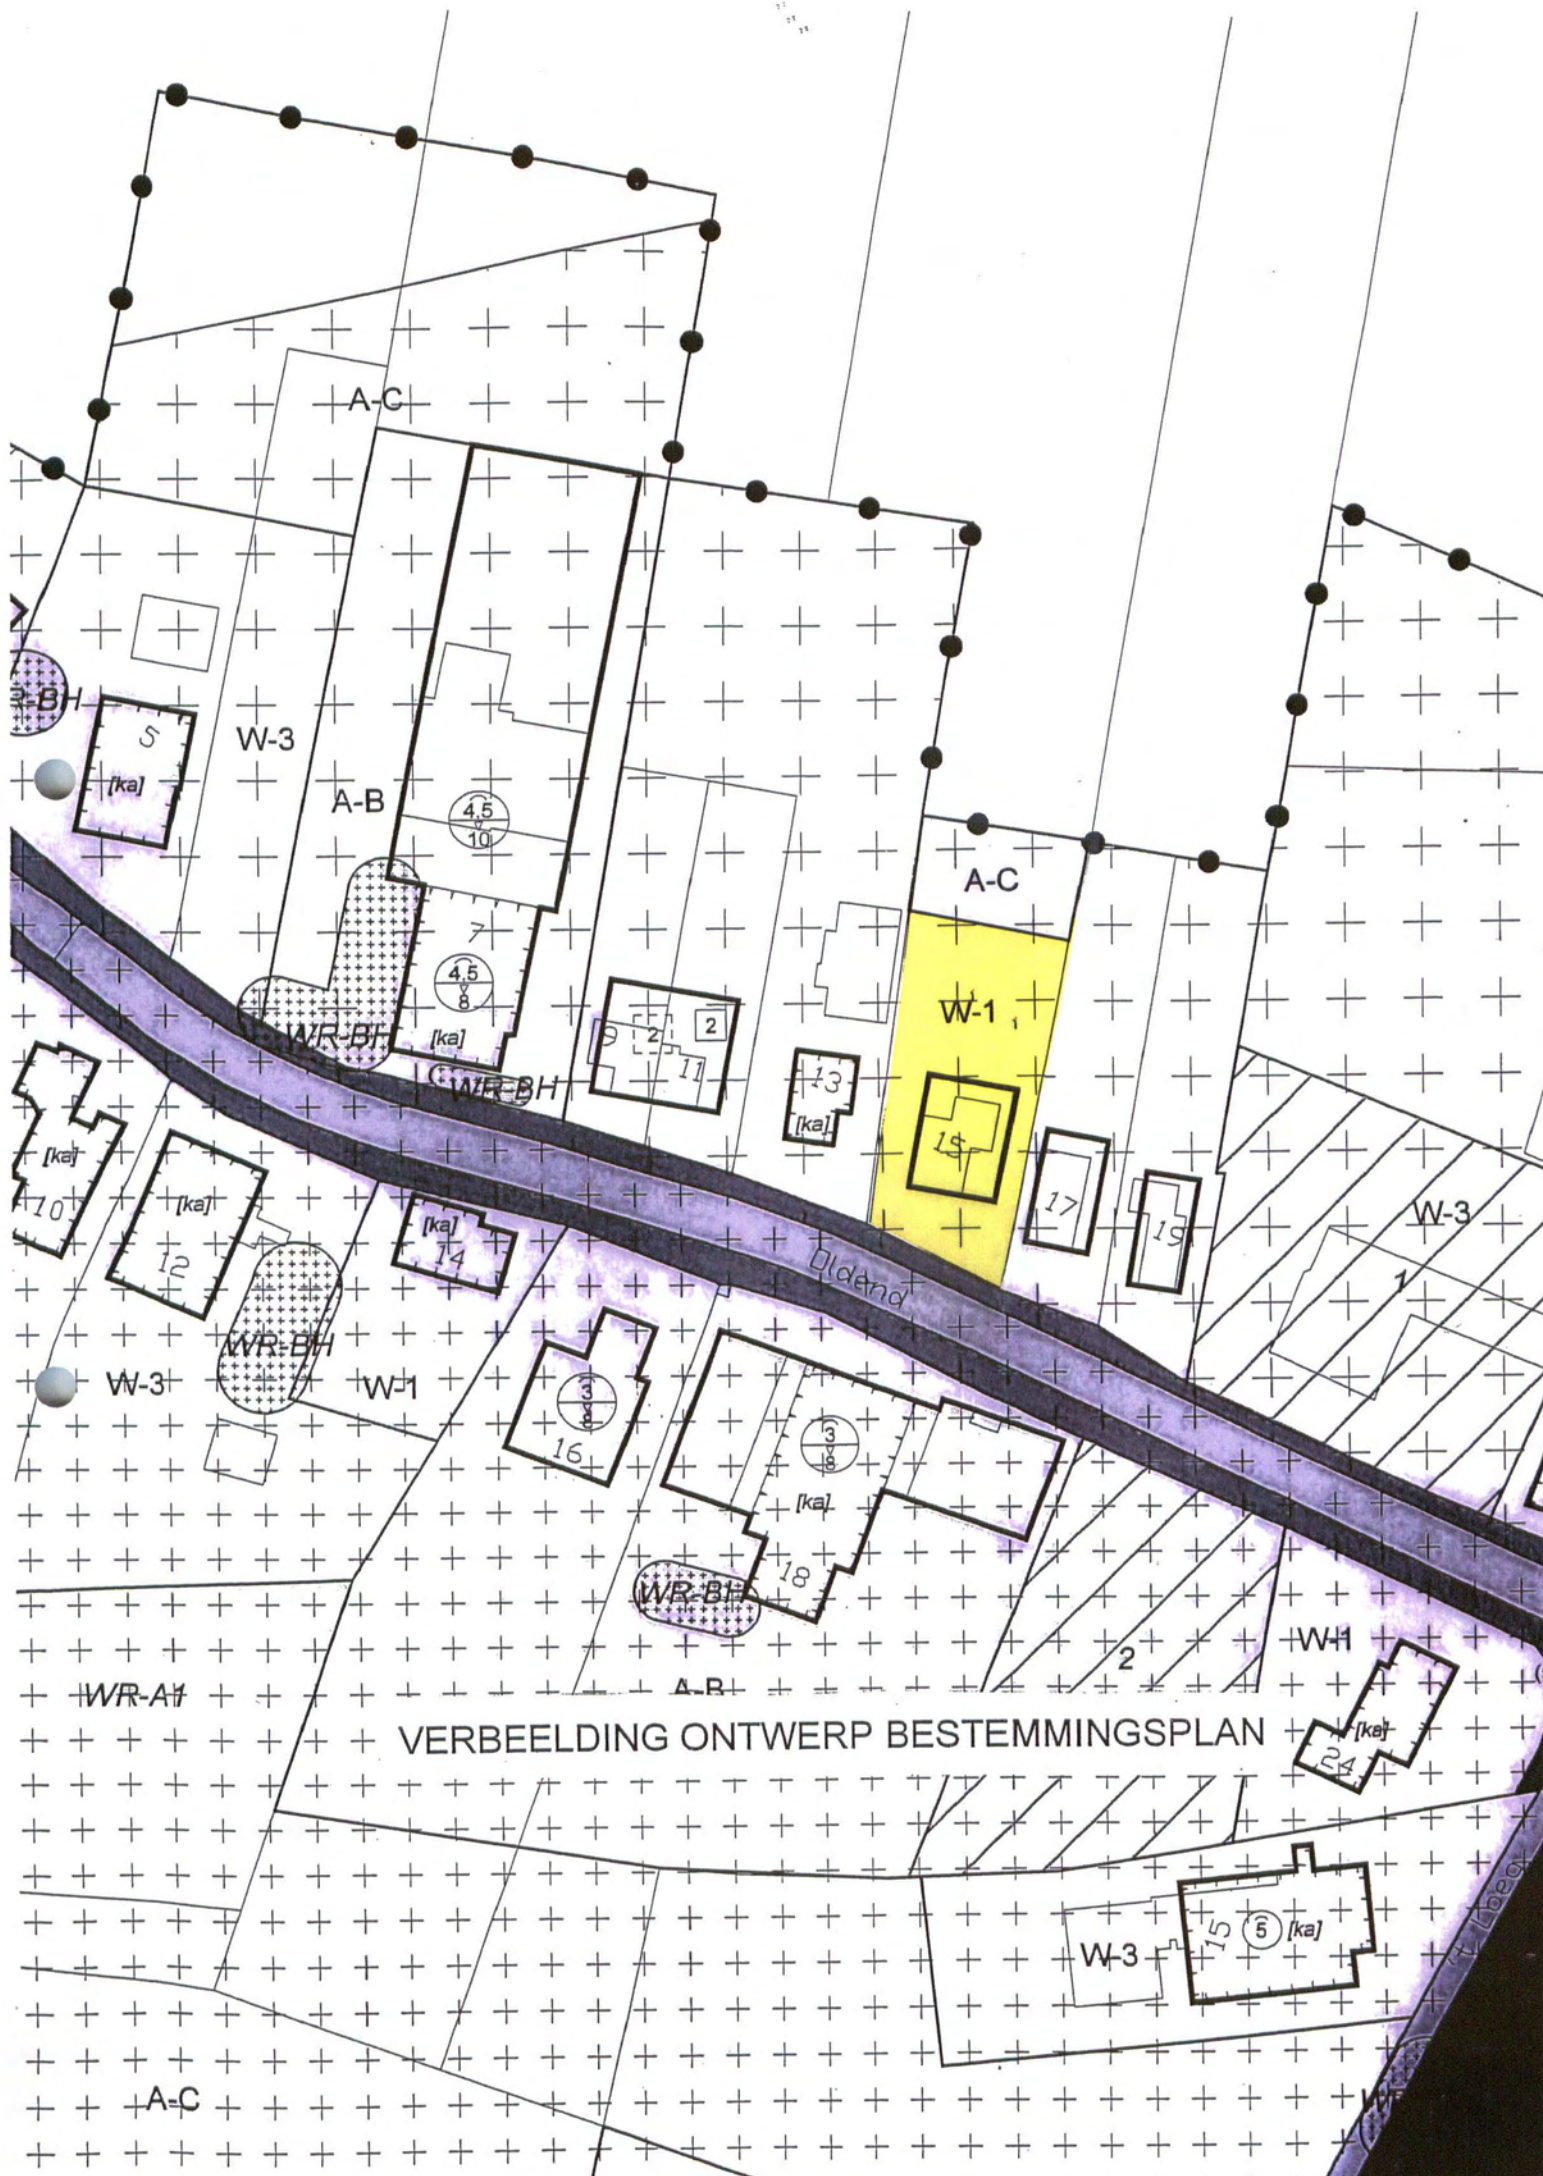 A-C
5
[ka]
W-3
A-B
4,5
10
A-C
7
4,5
8
[ka]
W-1
WR-BH
WR-BH
9
2
2
11
13
[ka]
15
17
19
[ka]
10
[ka]
12
[ka]
14
W-3
1
Oldend
WR-BH
W-3
W-1
3
8
16
3
8
[ka]
18
WR-BH
2
W-1
WR-A1
A-B
VERBEELDING ONTWERP BESTEMMINGSPLAN
[ka]
24
15
5
[ka]
W-3
A-C